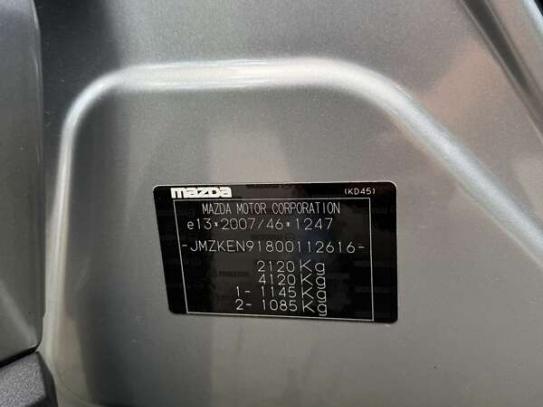 mazda (KD45)
MAZDA MOTOR CORPORATION
e13*2007/46*1247
-JMZKEN91800112616-
2120Kg
4120Kg
1- 1145Kg
2- 1085Kg